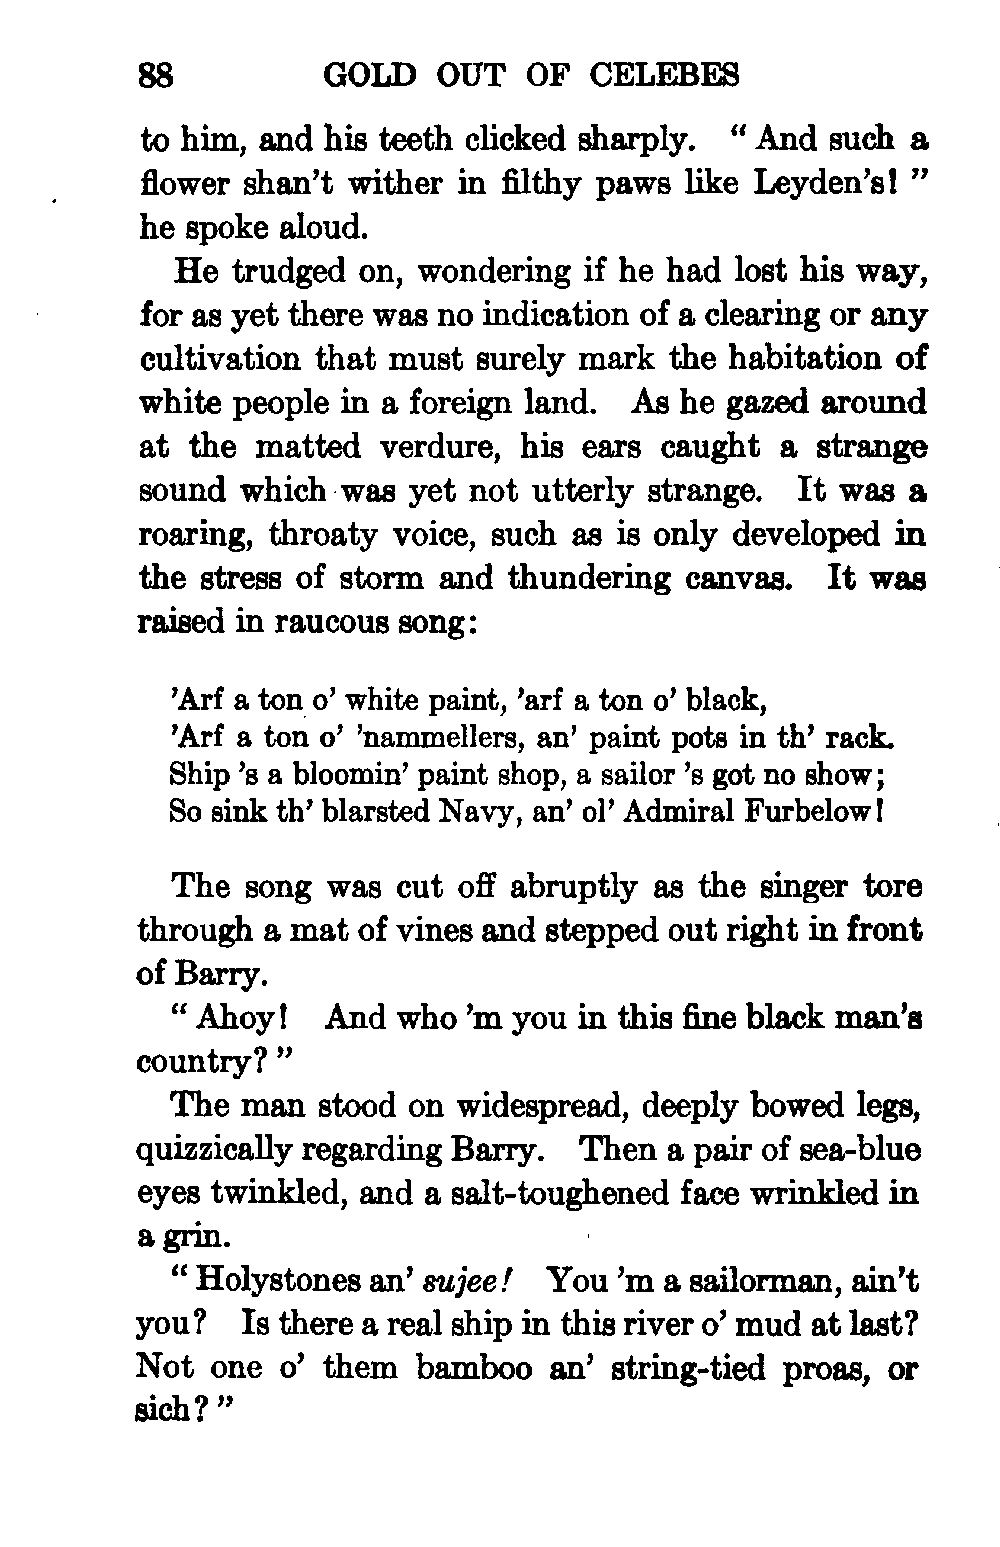 88 GOLD OUT OF CELEBES
to him, and his teeth clicked sharply. “ And such a
flower shan't wither in filthy paws like Leyden's! ”
he spoke aloud.
He trudged on, wondering if he had lost his way,
for as yet there was no indication of a clearing or any
cultivation that must surely mark the habitation of
white people in a foreign land. As he gazed around
at the matted verdure, his ears caught a strange
sound which was yet not utterly strange. It was a
roaring, throaty voice, such as is only developed in
the stress of storm and thundering canvas. It was
raised in raucous song:
’Arf a ton o’ white paint, ’arf a ton o’ black,
’Arf a ton o’ ’nammellers, an’ paint pots in th’ rack.
Ship ’s a bloomin’ paint shop, a sailor ’s got no show;
So sink th’ blarsted Navy, an’ ol’ Admiral Furbelow!
The song was cut off abruptly as the singer tore
through a mat of vines and stepped out right in front
of Barry.
“ Ahoy! And who ’m you in this fine black man’s
country? ”
The man stood on widespread, deeply bowed legs,
quizzically regarding Barry. Then a pair of sea-blue
eyes twinkled, and a salt-toughened face wrinkled in
a grin.
“ Holystones an’ sujee! You ’m a sailorman, ain’t
you? Is there a real ship in this river o’ mud at last?
Not one o’ them bamboo an’ string-tied proas, or
sich? ”